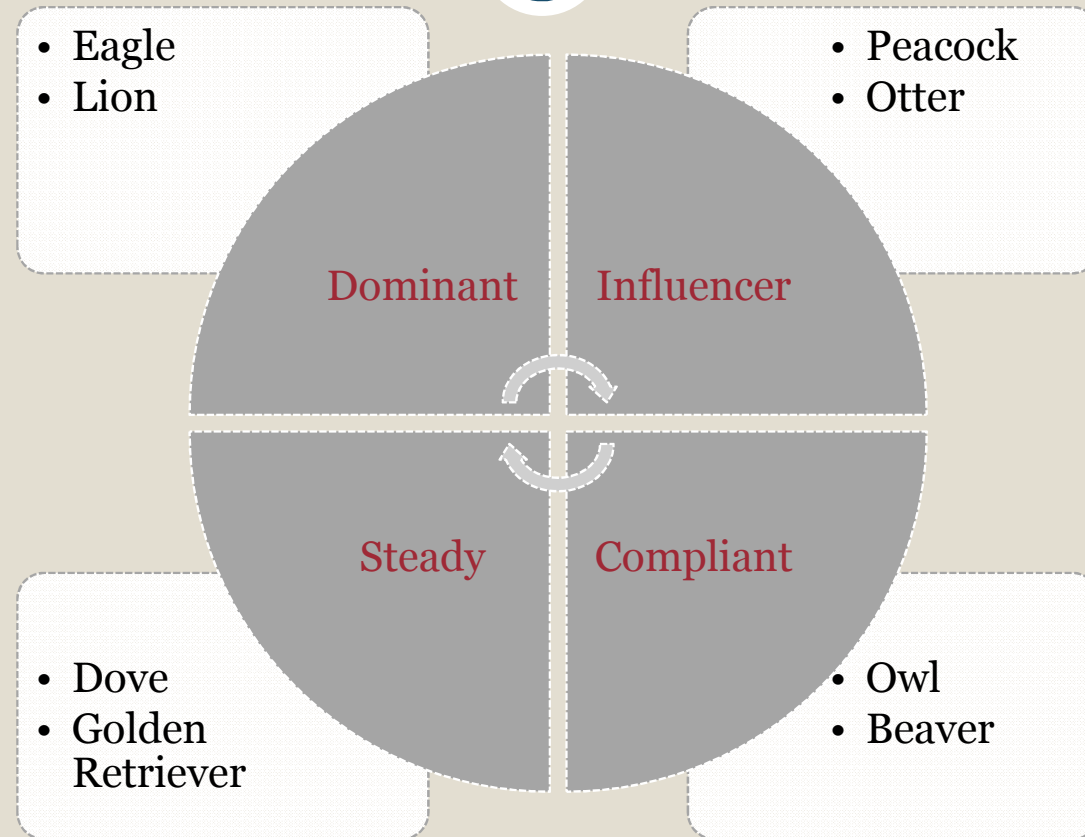 • Eagle
• Lion
• Peacock
• Otter
Dominant
Influencer
Steady
Compliant
• Dove
• Golden
Retriever
• Owl
• Beaver